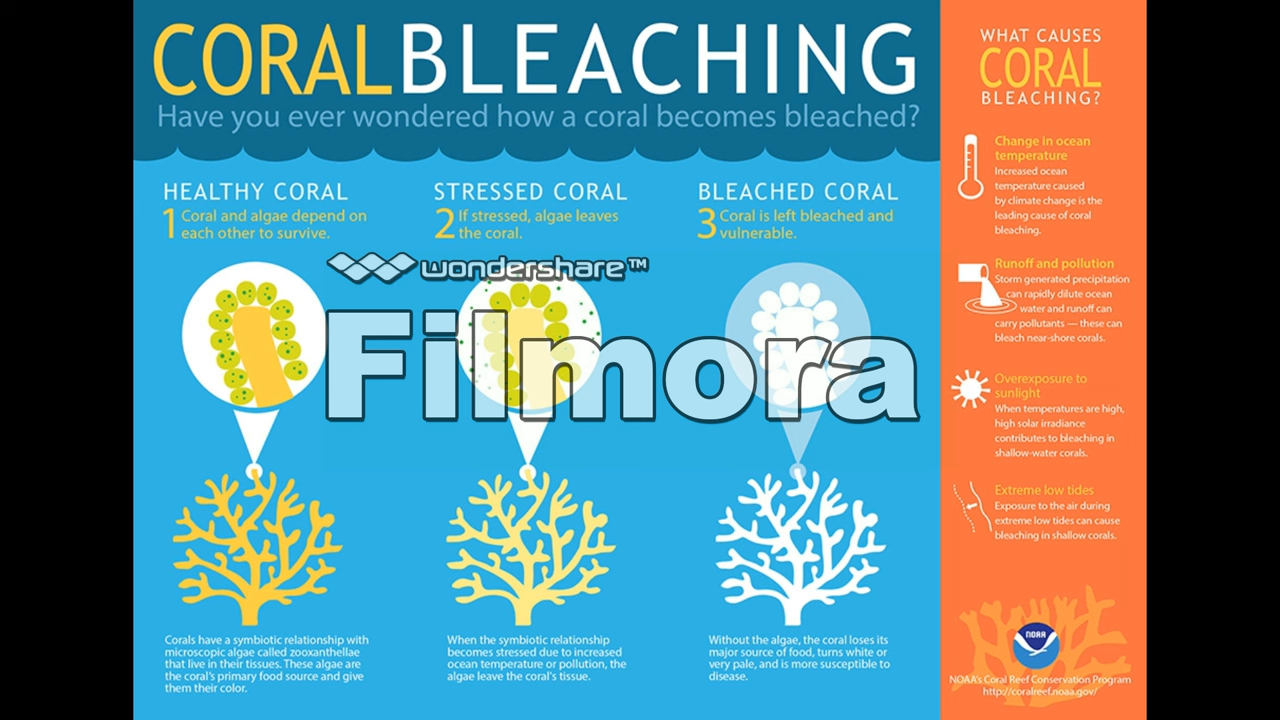 CORALBLEACHING
Have you ever wondered how a coral becomes bleached?
HEALTHY CORAL
1 Coral and algae depend on
each other to survive.
STRESSED CORAL
2 If stressed, algae leaves
the coral.
BLEACHED CORAL
3 Coral is left bleached and
vulnerable.
wondershare™
Filmora
Corals have a symbiotic relationship with
microscopic algae called zooxanthellae
that live in their tissues. These algae are
the coral's primary food source and give
them their color.
When the symbiotic relationship
becomes stressed due to increased
ocean temperature or pollution, the
algae leave the coral's tissue.
Without the algae, the coral loses its
major source of food, turns white or
very pale, and is more susceptible to
disease.
WHAT CAUSES
CORAL
BLEACHING?
Change in ocean
temperature
Increased ocean
temperature caused
by climate change is the
leading cause of coral
bleaching.
Runoff and pollution
Storm generated precipitation
can rapidly dilute ocean
water and runoff can
carry pollutants — these can
bleach near-shore corals.
Overexposure to
sunlight
When temperatures are high,
high solar irradiance
contributes to bleaching in
shallow-water corals.
Extreme low tides
Exposure to the air during
extreme low tides can cause
bleaching in shallow corals.
NOAA
NOAA's Coral Reef Conservation Program
http://coralreef.noaa.gov/